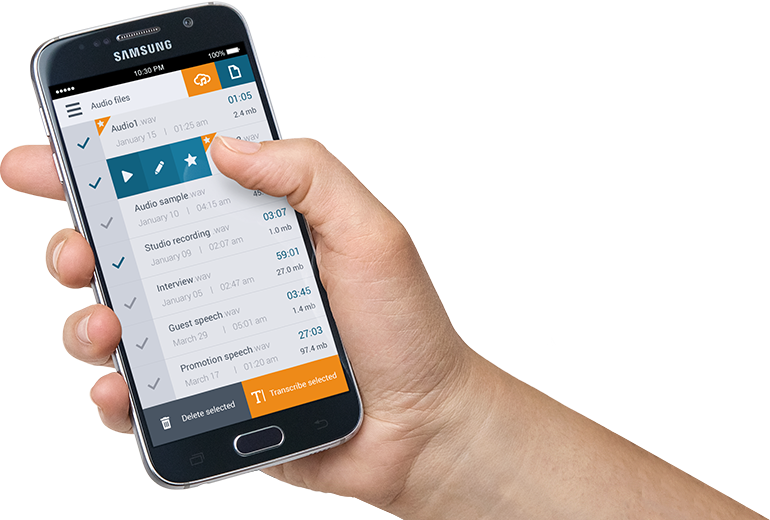 SAMSUNG
10:30 PM 100%
Audio files
Audio1.wav 01:05
January 15 | 01:25 am 2.4 mb
Audio sample.wav
January 10 | 04:15 am
Studio recording .wav 03:07
January 09 | 02:07 am 1.0 mb
Interview.wav 59:01
January 05 | 02:47 am 27.0 mb
Guest speech.wav 03:45
March 29 | 05:01 am 1.4 mb
Promotion speech.wav 27:03
March 17 | 01:20 am 97.4 mb
Delete selected T| Transcribe selected